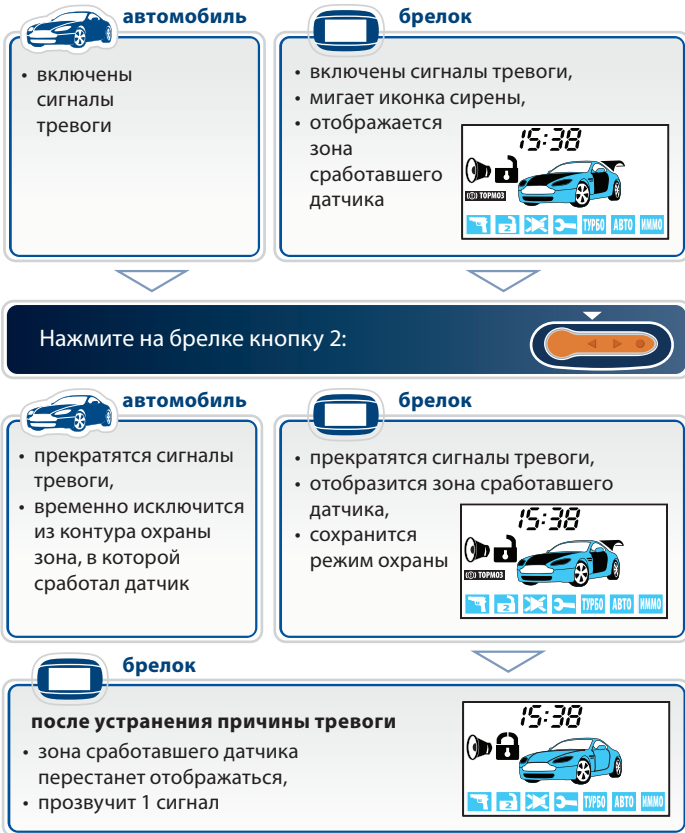 автомобиль
• включены
сигналы
тревоги
брелок
• включены сигналы тревоги,
• мигает иконка сирены,
• отображается
зона
сработавшего
датчика
15:38
(()) ТОРМОЗ
2 ТУРБО АВТО ИММО
Нажмите на брелке кнопку 2:
автомобиль
• прекратятся сигналы
тревоги,
• временно исключится
из контура охраны
зона, в которой
сработал датчик
брелок
• прекратятся сигналы тревоги,
• отобразится зона сработавшего
датчика,
• сохранится
режим охраны
15:38
(()) ТОРМОЗ
2 ТУРБО АВТО ИММО
брелок
после устранения причины тревоги
• зона сработавшего датчика
перестанет отображаться,
• прозвучит 1 сигнал
15:38
2 ТУРБО АВТО ИММО